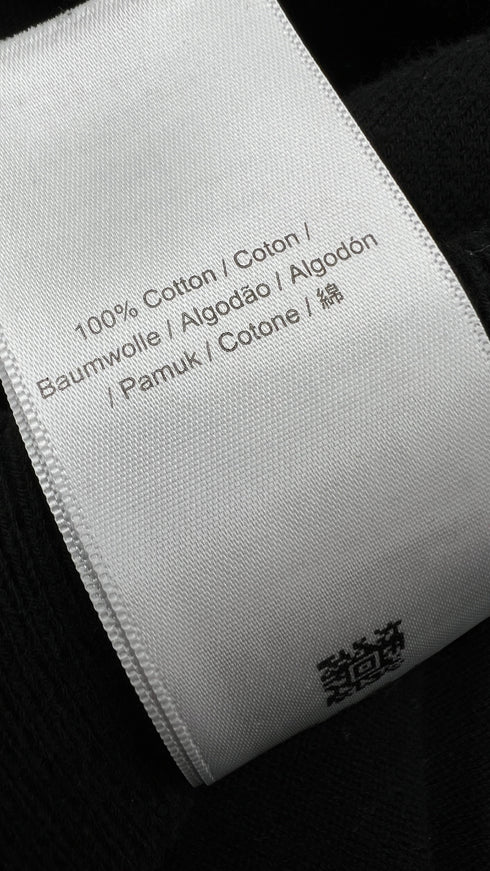 100% Cotton / Coton /
Baumwolle / Algodão / Algodón
/ Pamuk / Cotone / 綿